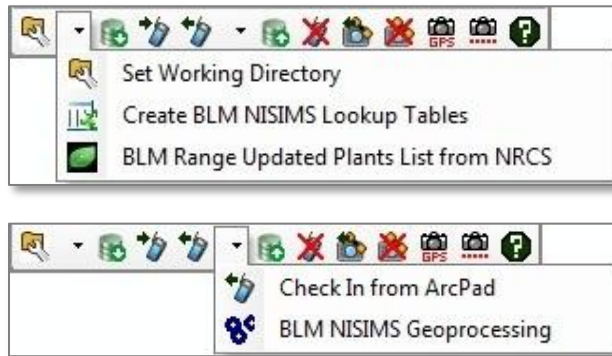 GPS
?
Set Working Directory
Create BLM NISIMS Lookup Tables
BLM Range Updated Plants List from NRCS
GPS
?
Check In from ArcPad
BLM NISIMS Geoprocessing